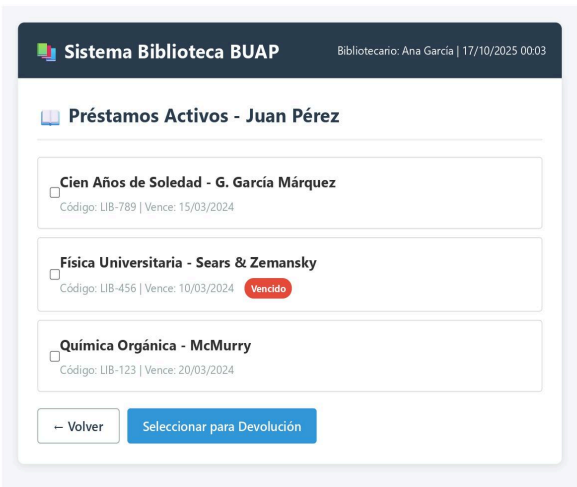 Sistema Biblioteca BUAP
Bibliotecario: Ana García | 17/10/2025 00:03
Préstamos Activos - Juan Pérez
Cien Años de Soledad - G. García Márquez
Código: LIB-789 | Vence: 15/03/2024
Física Universitaria - Sears & Zemansky
Código: LIB-456 | Vence: 10/03/2024 Vencido
Química Orgánica - McMurry
Código: LIB-123 | Vence: 20/03/2024
← Volver
Seleccionar para Devolución